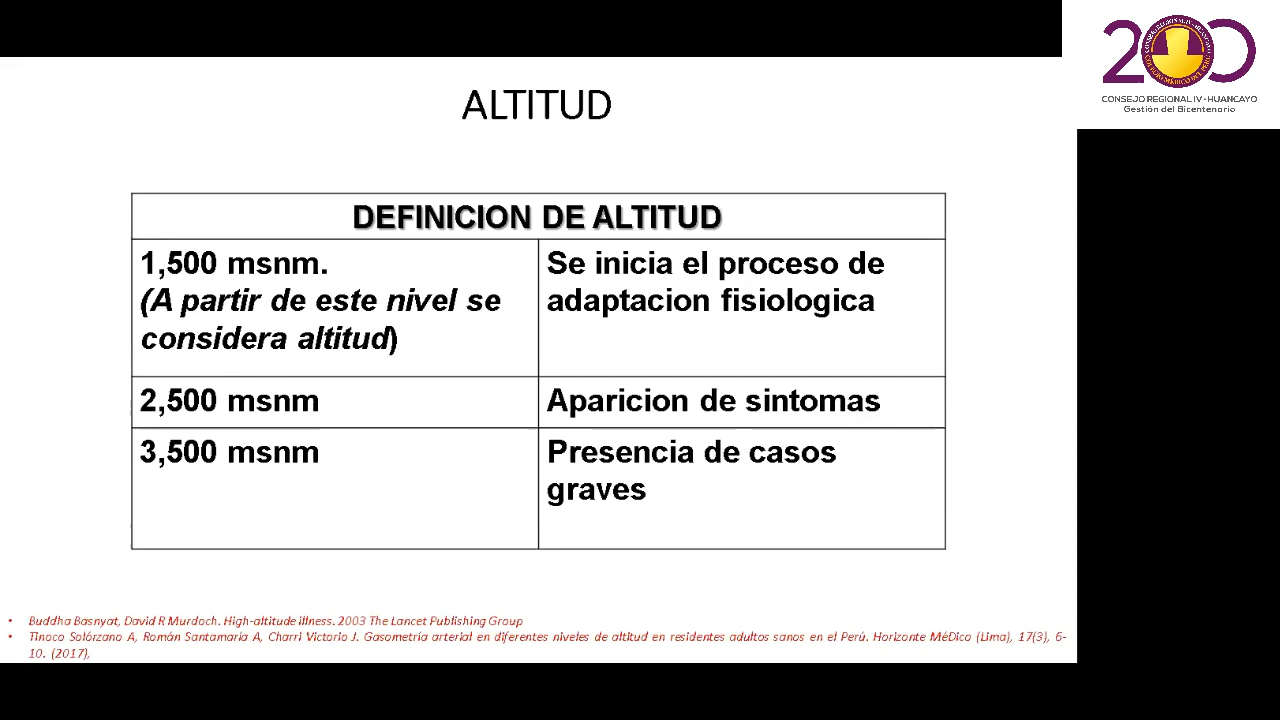 200
CONSEJO REGIONAL IV - HUANCAYO
Gestión del Bicentenario
ALTITUD
DEFINICION DE ALTITUD
1,500 msnm.
(A partir de este nivel se
considera altitud)
Se inicia el proceso de
adaptacion fisiologica
2,500 msnm
Aparicion de sintomas
3,500 msnm
Presencia de casos
graves
• Buddha Basnyat, David R Murdoch. High-altitude illness. 2003 The Lancet Publishing Group
• Tinoco Solórzano A, Román Santamaría A, Charri Victorio J. Gasometría arterial en diferentes niveles de altitud en residentes adultos sanos en el Perú. Horizonte MéDico (Lima), 17(3), 6-
10. (2017),